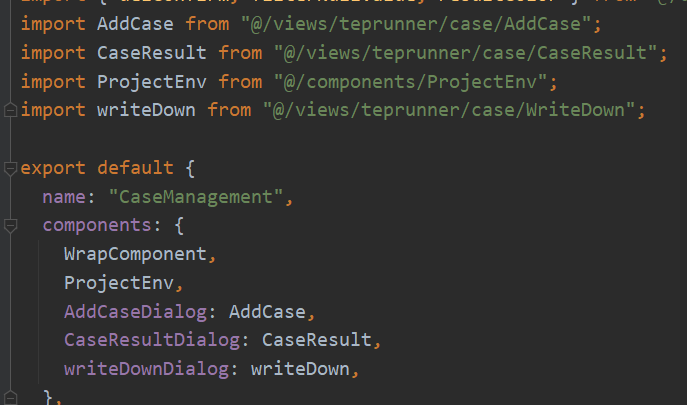 import AddCase from "@/views/teprunner/case/AddCase";
import CaseResult from "@/views/teprunner/case/CaseResult";
import ProjectEnv from "@/components/ProjectEnv";
import writeDown from "@/views/teprunner/case/WriteDown";
export default {
name: "CaseManagement",
components: {
WrapComponent,
ProjectEnv,
AddCaseDialog: AddCase,
CaseResultDialog: CaseResult,
writeDownDialog: writeDown,
},